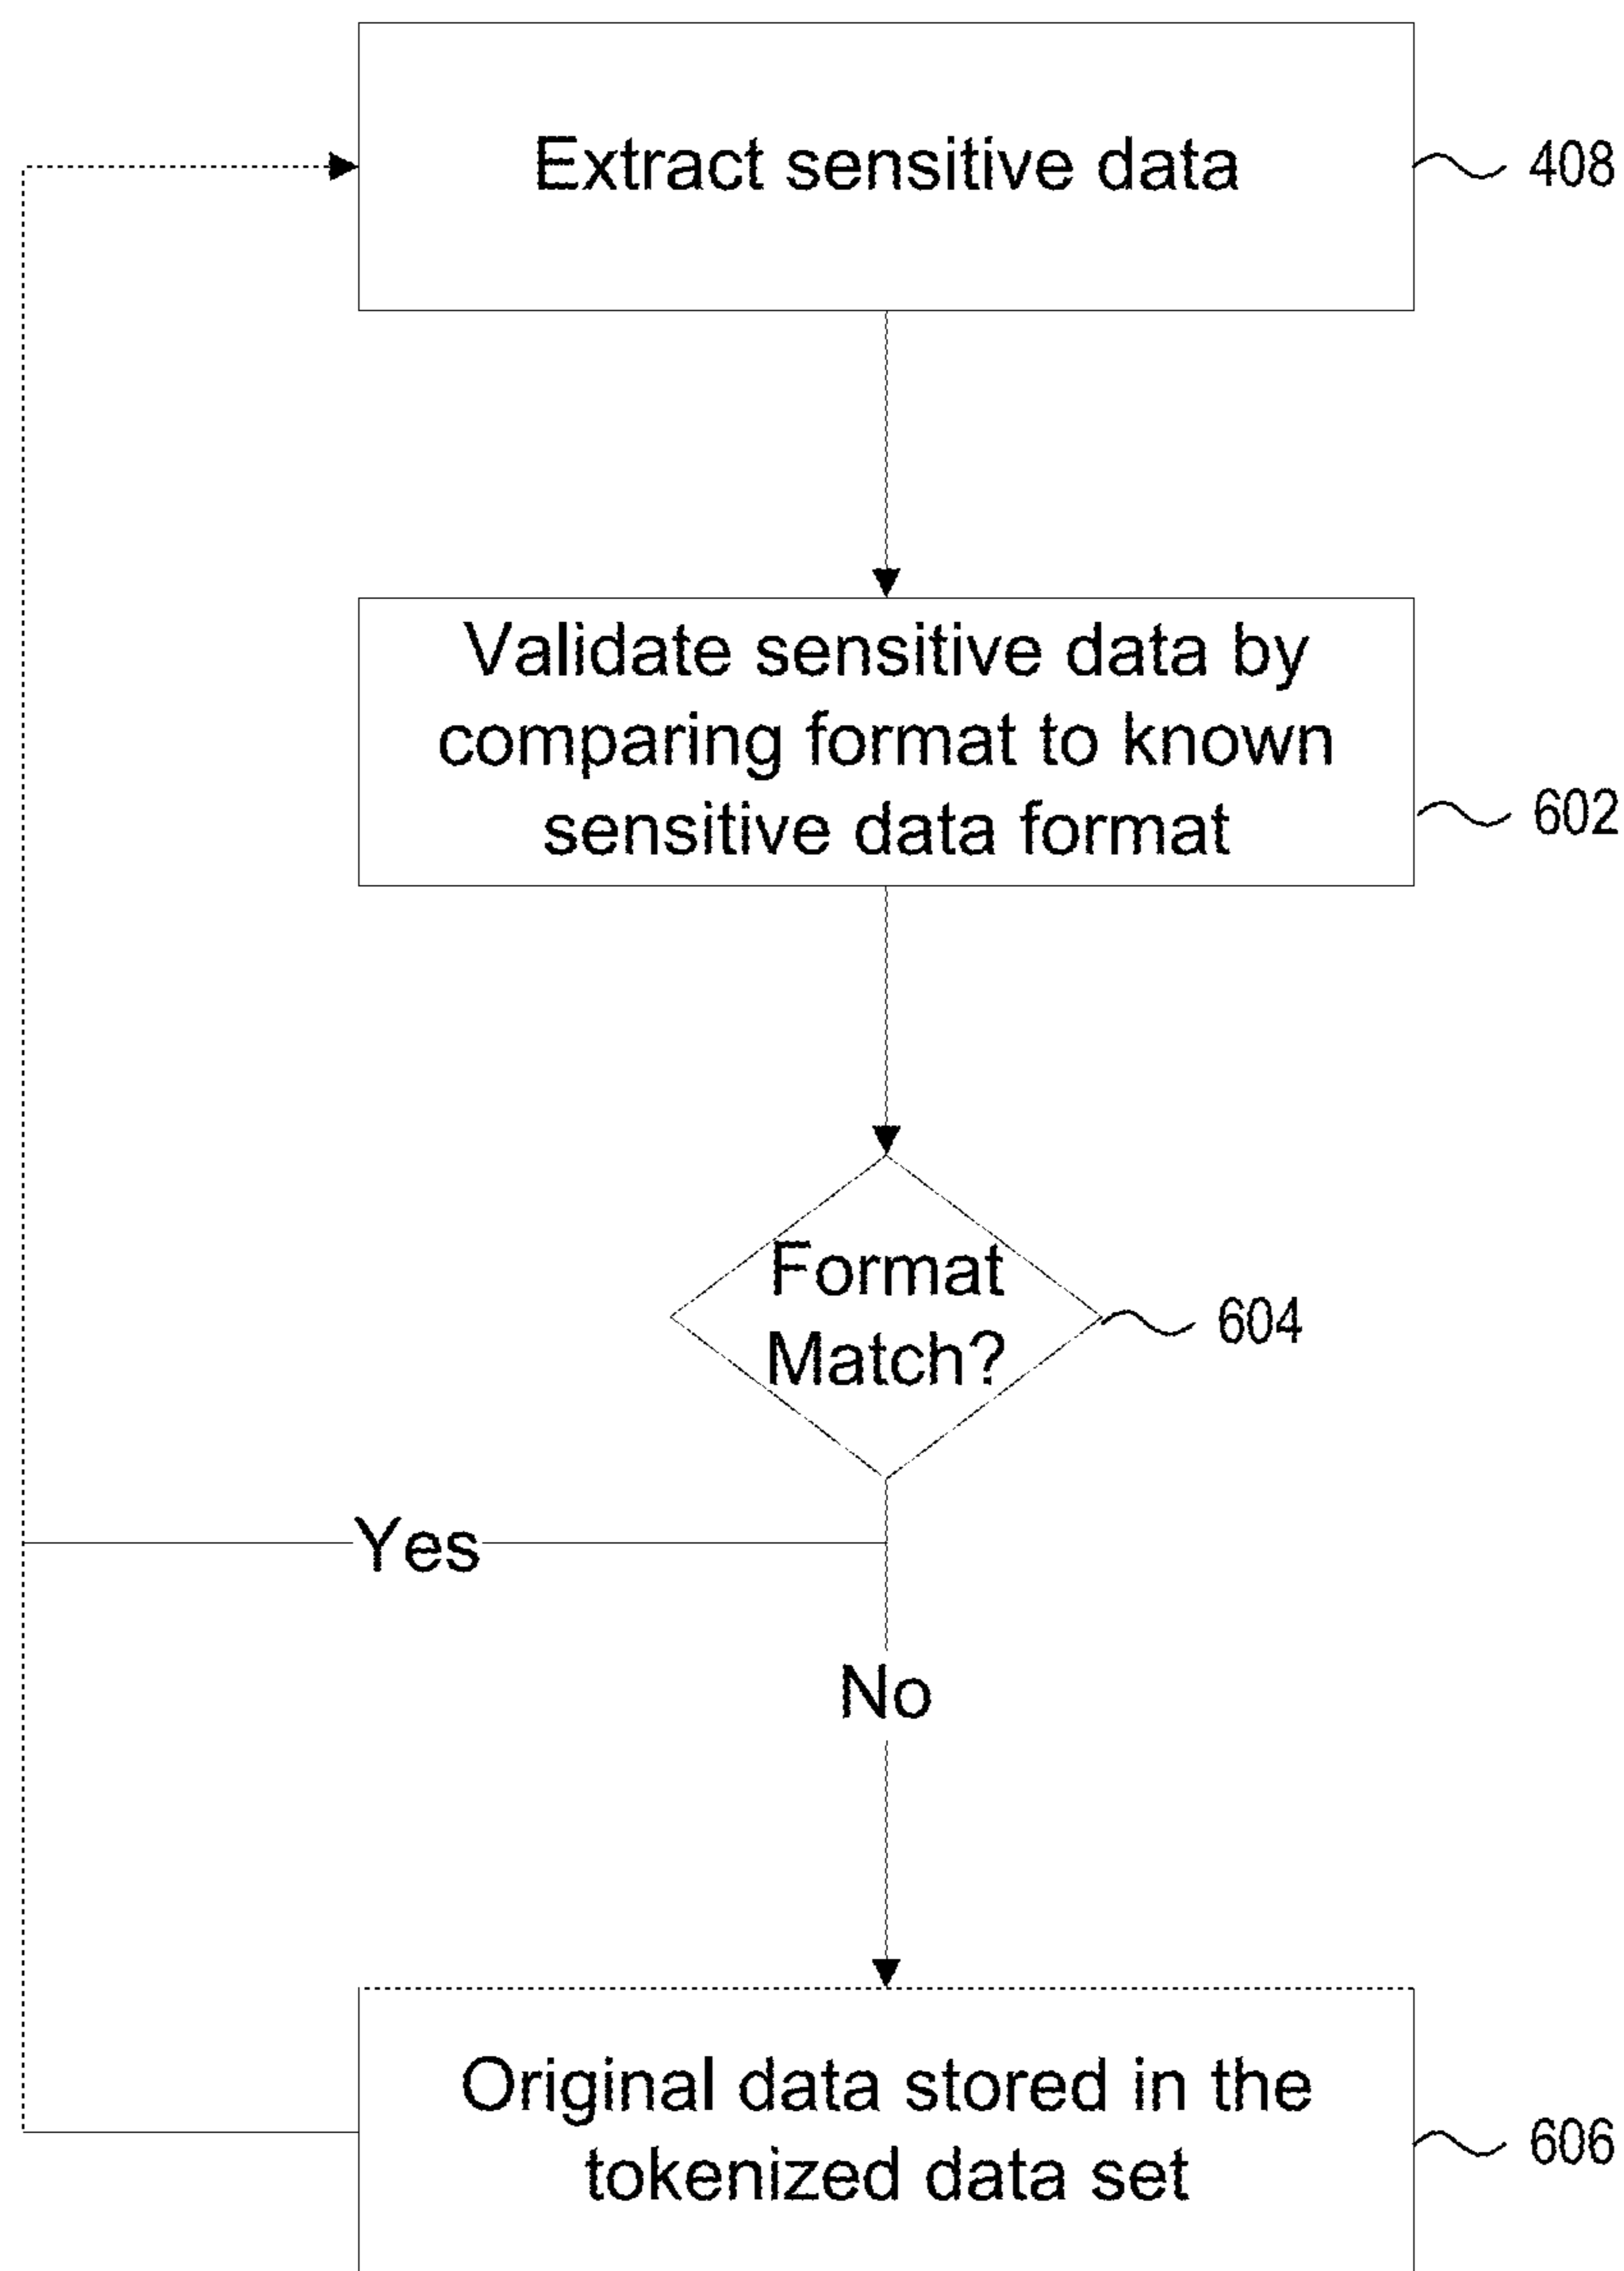 Extract sensitive data
408
Validate sensitive data by
comparing format to known
sensitive data format
602
Format
Match?
604
Yes
No
Original data stored in the
tokenized data set
606